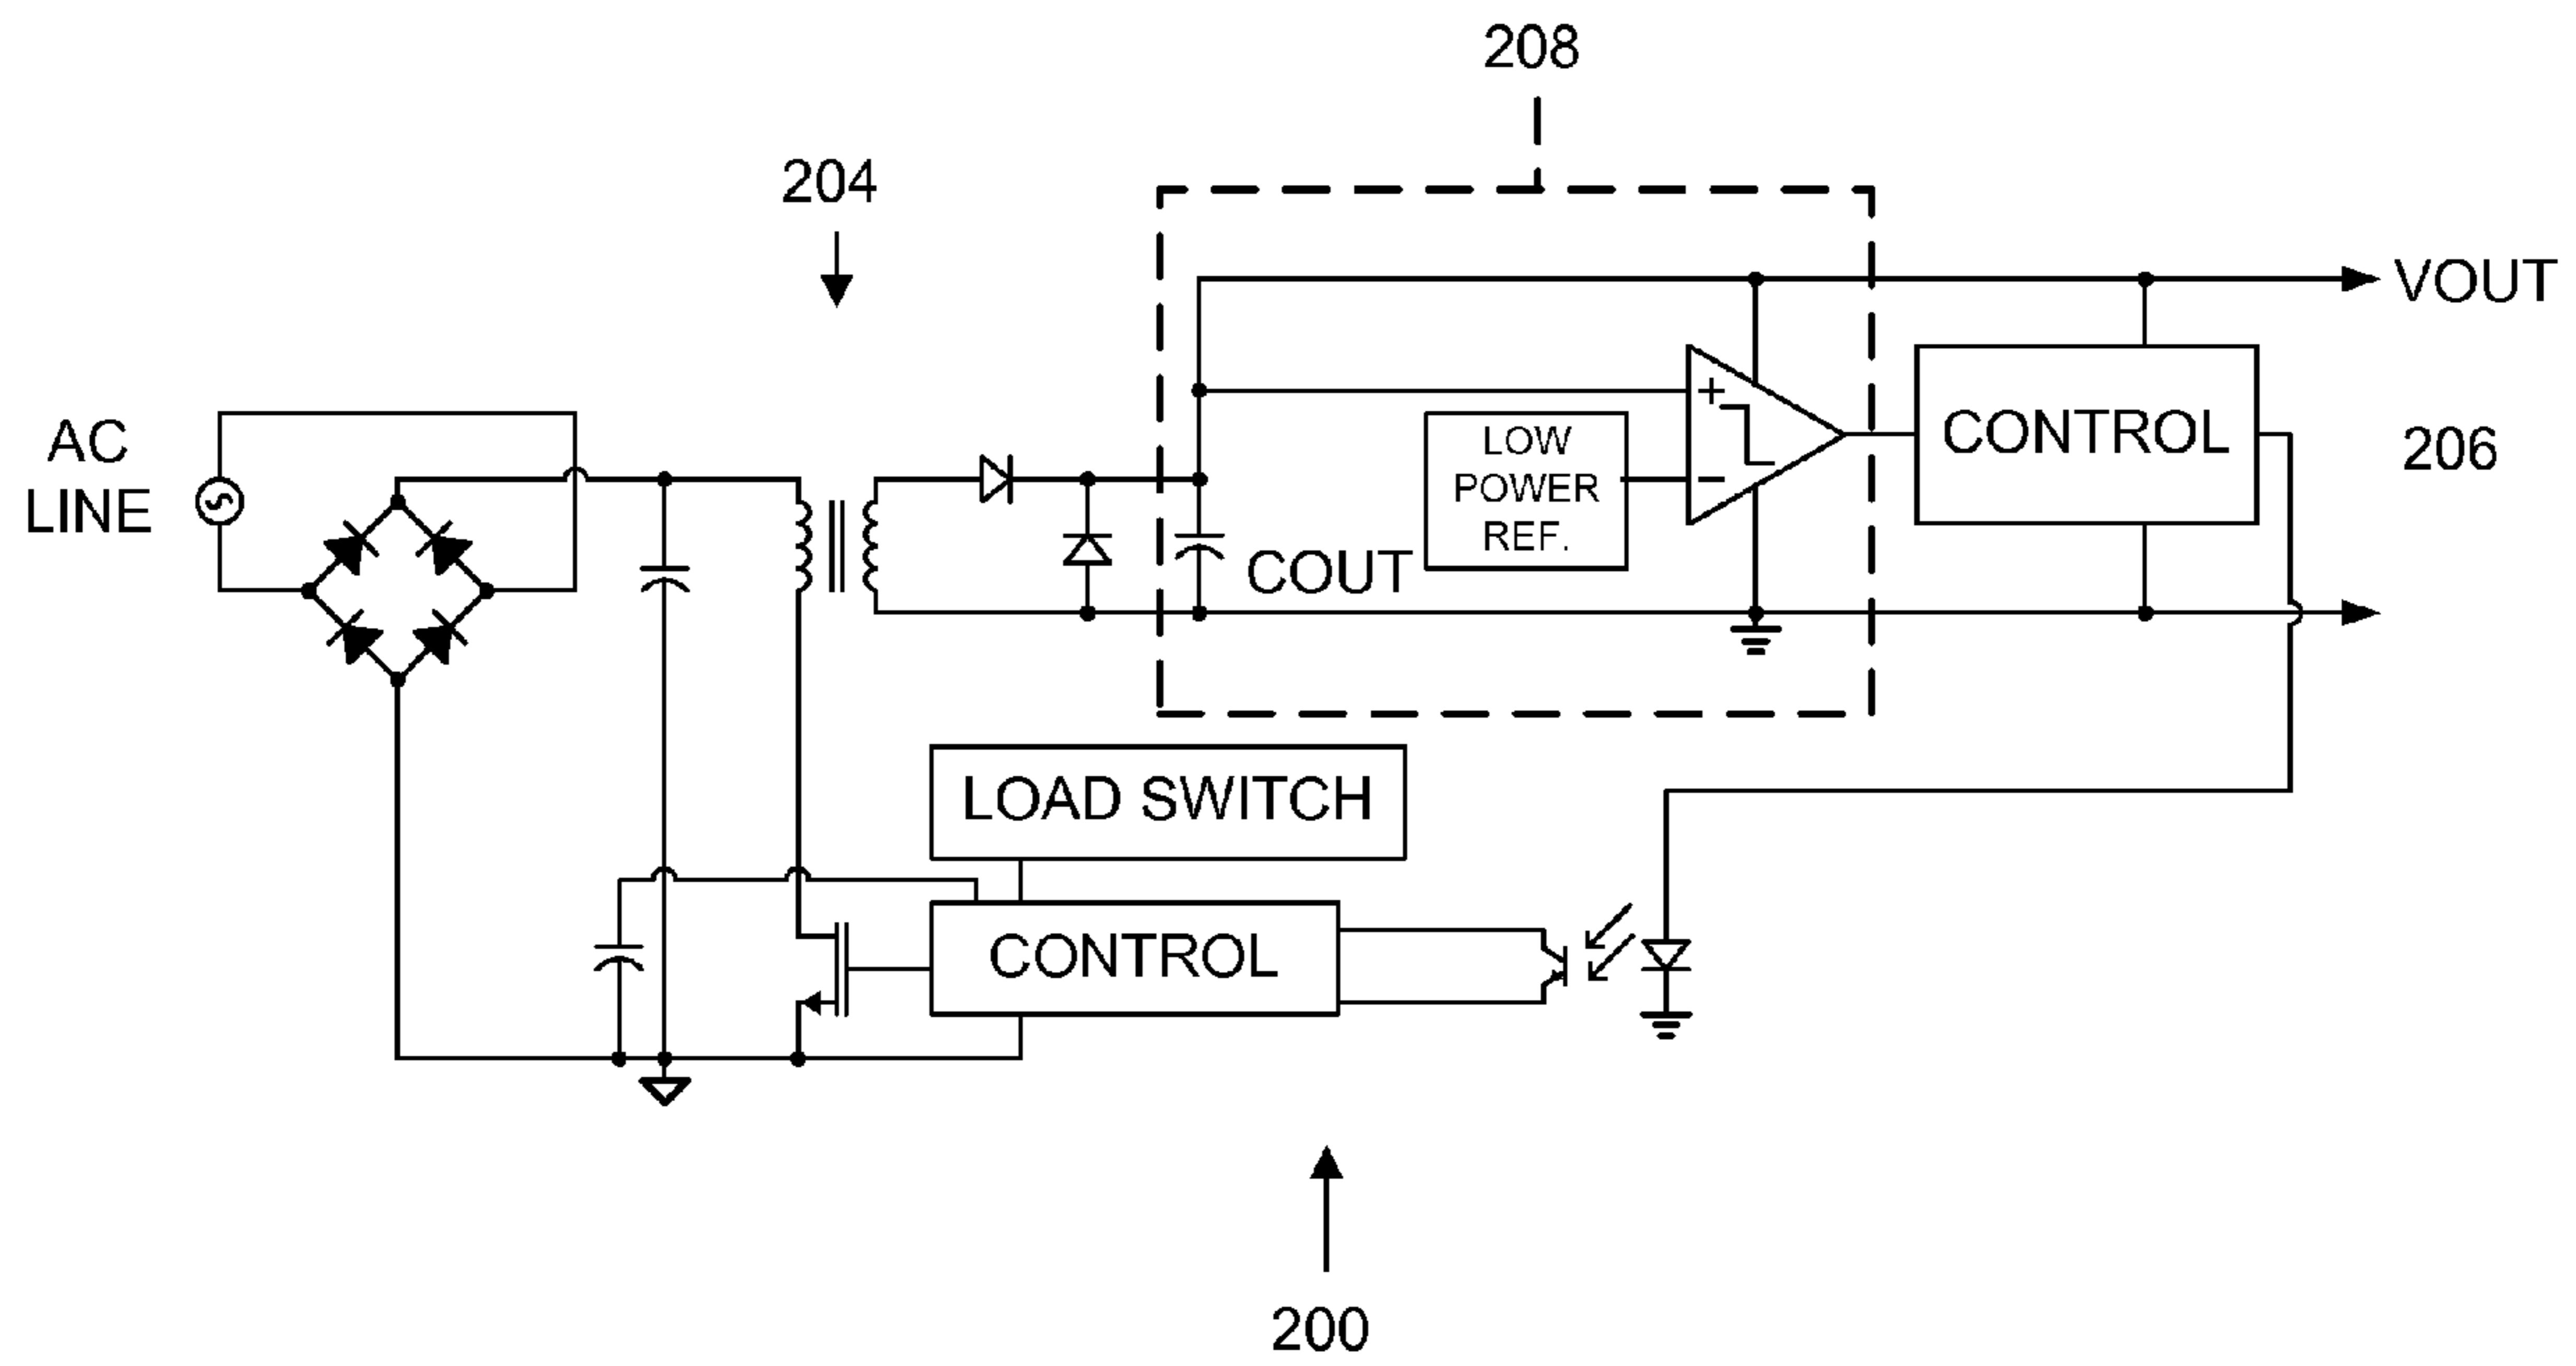 208
204
VOUT
AC
LINE
LOW
POWER
REF.
+
−
CONTROL
206
COUT
LOAD SWITCH
CONTROL
200